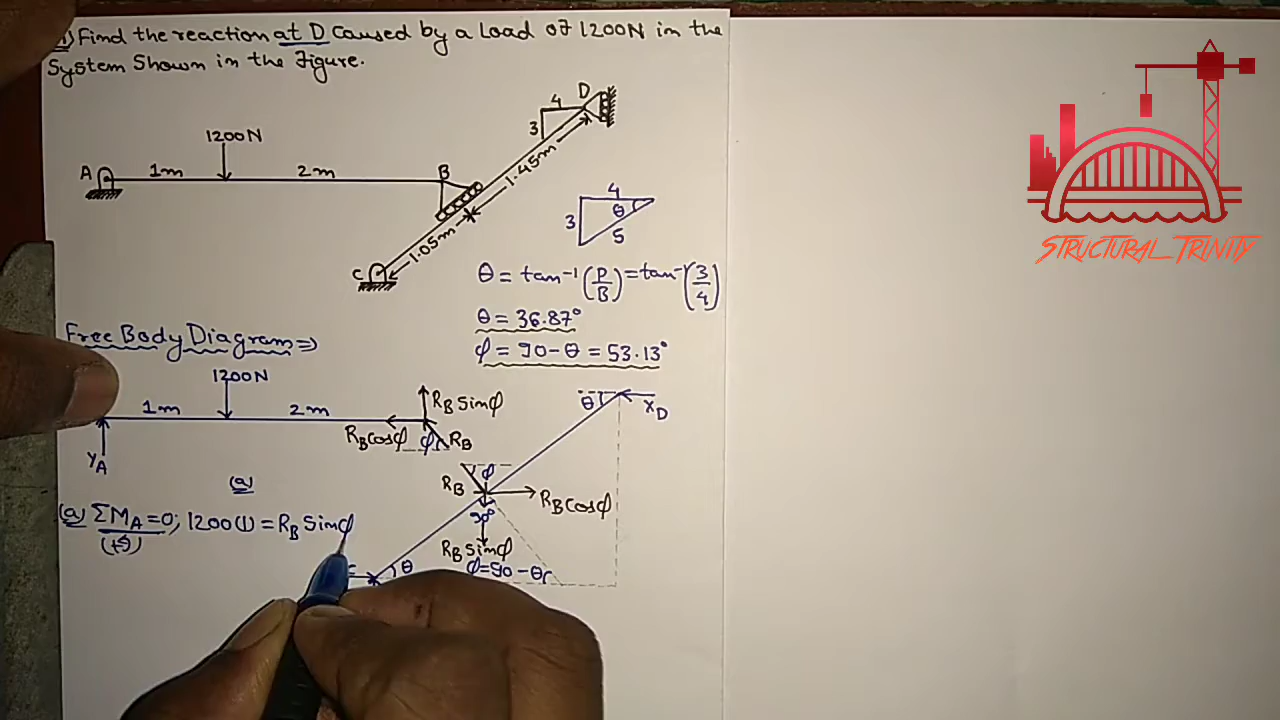 Find the reaction at D caused by a Load of 1200N in the
System Shown in the Figure.
D
4
3
1200N
A
1m
2m
B
1.45m
1.05m
C
4
3
θ
5
θ = tan⁻¹ (P/B) = tan⁻¹ (3/4)
θ = 36.87°
φ = 90-θ = 53.13°
Free Body Diagram ⇒
1200N
1m
2m
R_B Sinφ
R_B cosφ
φ
R_B
Y_A
θ
X_D
R_B
φ
R_B cosφ
90°
R_B sinφ
φ=90-θ
θ
(a)
(a) ΣM_A=0; 1200(1) = R_B Sinφ
STRUCTURAL TRINITY